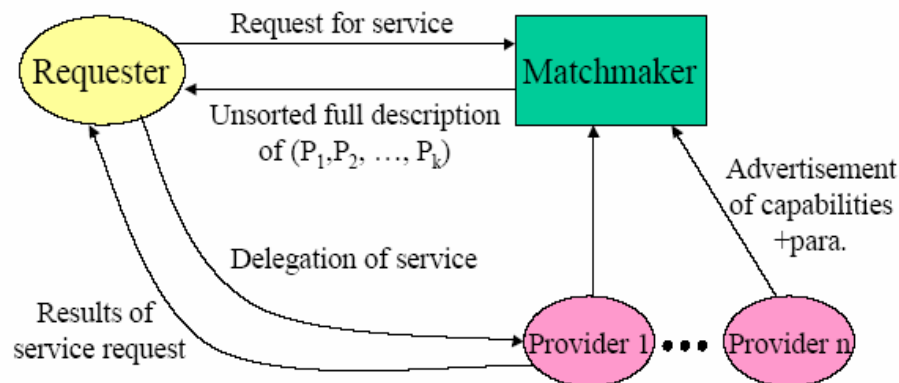 Request for service
Requester
Matchmaker
Unsorted full description
of (P₁,P₂, …, Pₖ)
Advertisement
of capabilities
+para.
Delegation of service
Results of
service request
Provider 1
Provider n